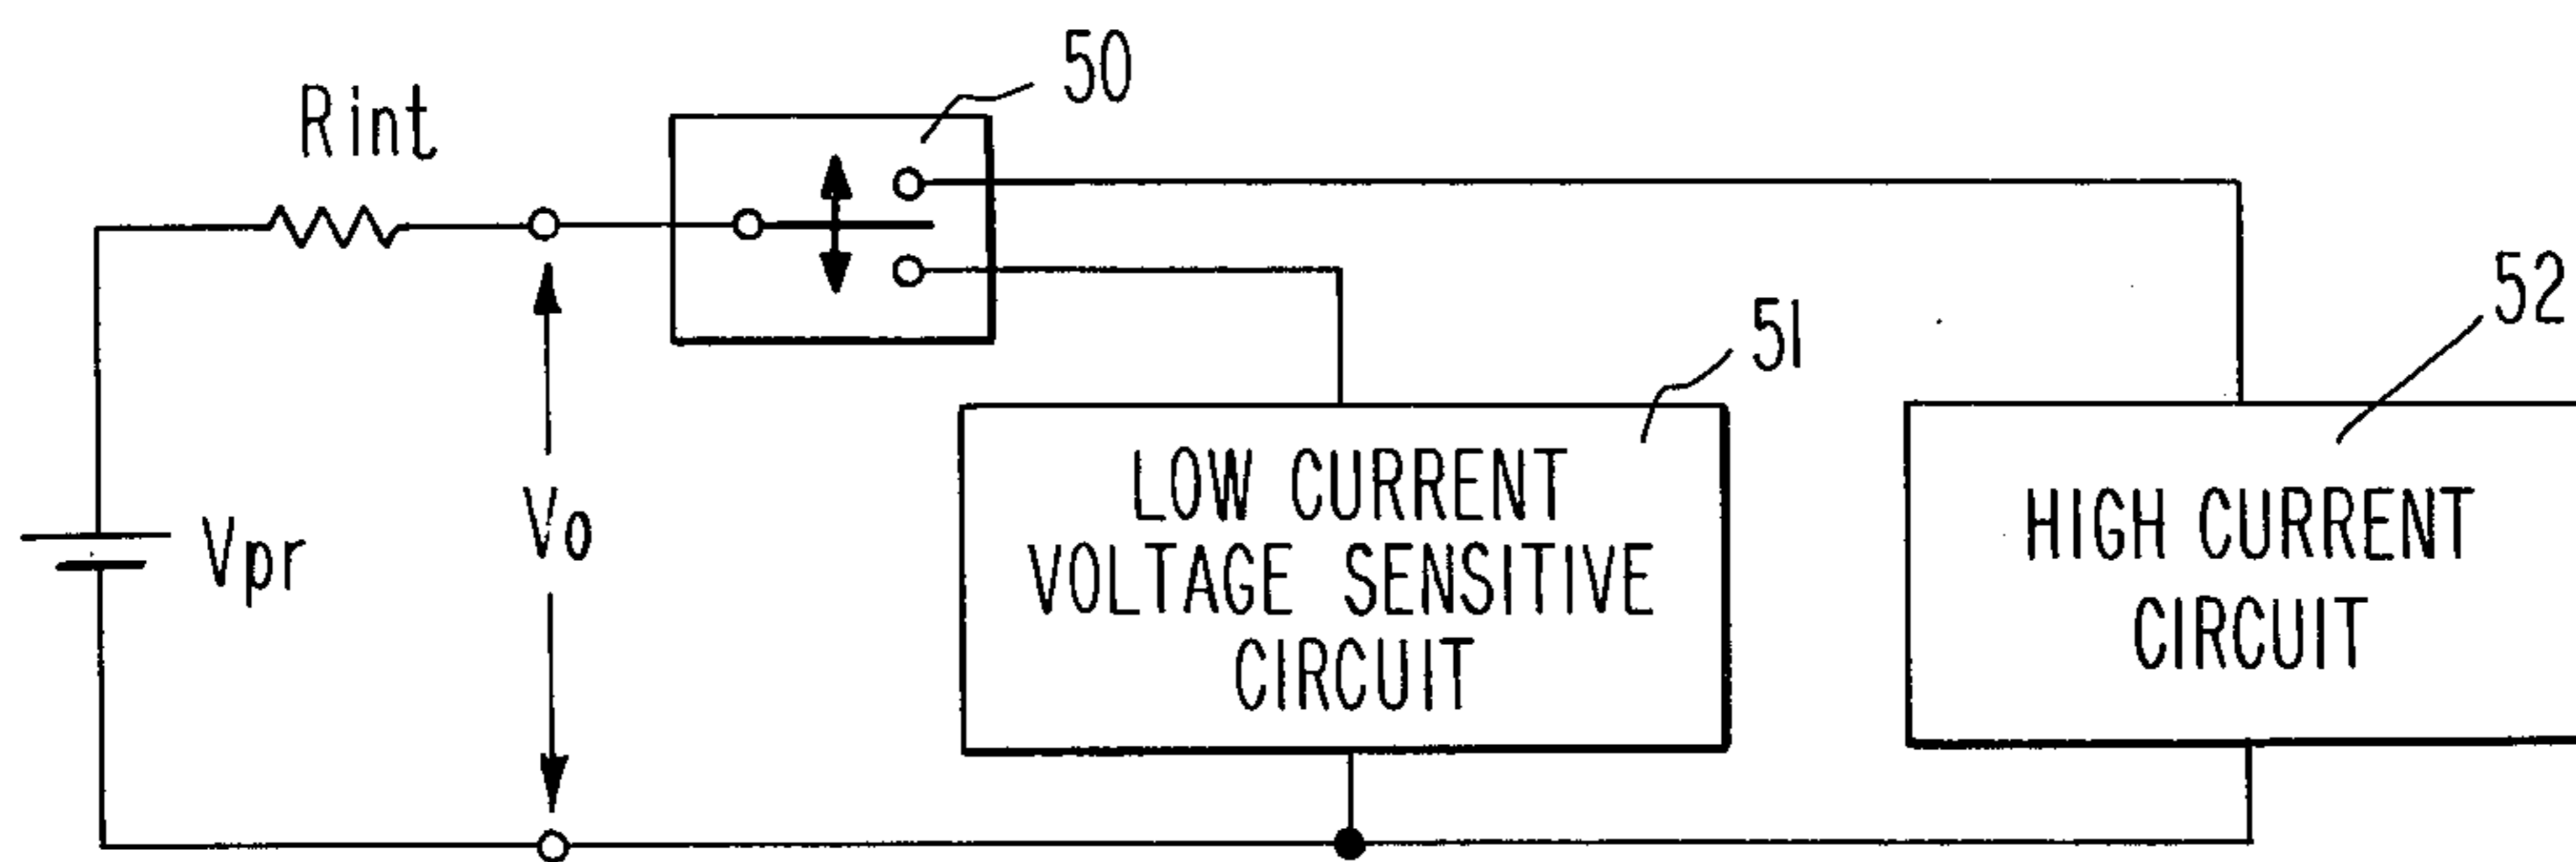 50
Rint
52
51
Vo
Vpr
LOW CURRENT
VOLTAGE SENSITIVE
CIRCUIT
HIGH CURRENT
CIRCUIT